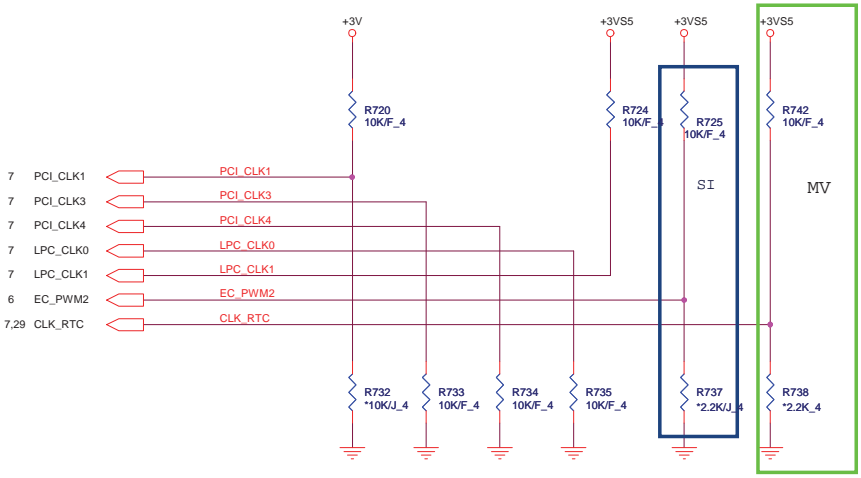 +3V +3VS5 +3VS5 +3VS5
R720 R724 R725 R742
10K/F_4 10K/F_4 10K/F_4 10K/F_4
7 PCI_CLK1 PCI_CLK1
SI MV
7 PCI_CLK3 PCI_CLK3
7 PCI_CLK4 PCI_CLK4
7 LPC_CLK0 LPC_CLK0
7 LPC_CLK1 LPC_CLK1
6 EC_PWM2 EC_PWM2
7,29 CLK_RTC CLK_RTC
R732 R733 R734 R735 R737 R738
*10K/J_4 10K/F_4 10K/F_4 10K/F_4 *2.2K/J_4 *2.2K_4